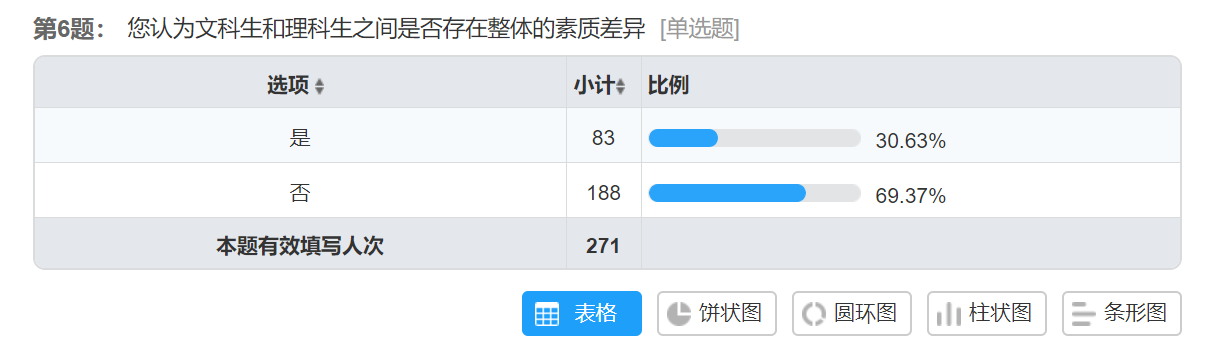 第6题： 您认为文科生和理科生之间是否存在整体的素质差异 [单选题]
选项 小计 比例
是 83 30.63%
否 188 69.37%
本题有效填写人次 271
表格 饼状图 圆环图 柱状图 条形图